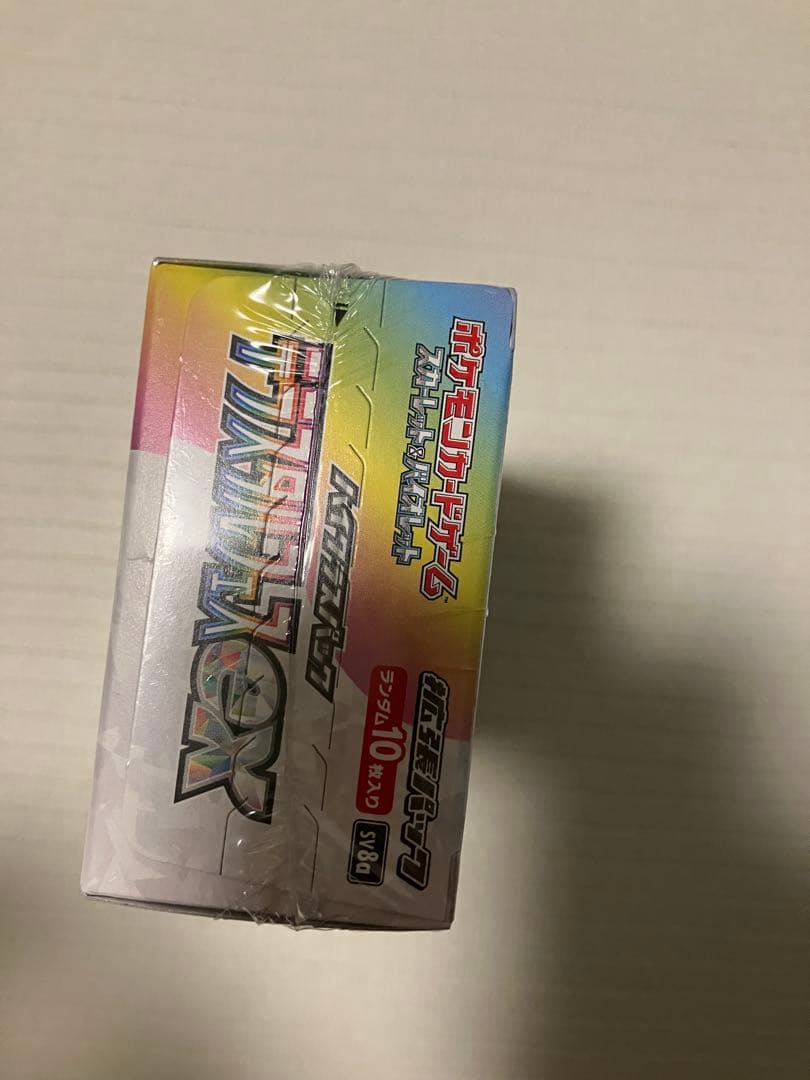 ポケモンカードゲーム™
スカーレット&バイオレット
拡張パック
ハイクラスパック
ランダム10枚入り
sv8a
テラスタルフェスex